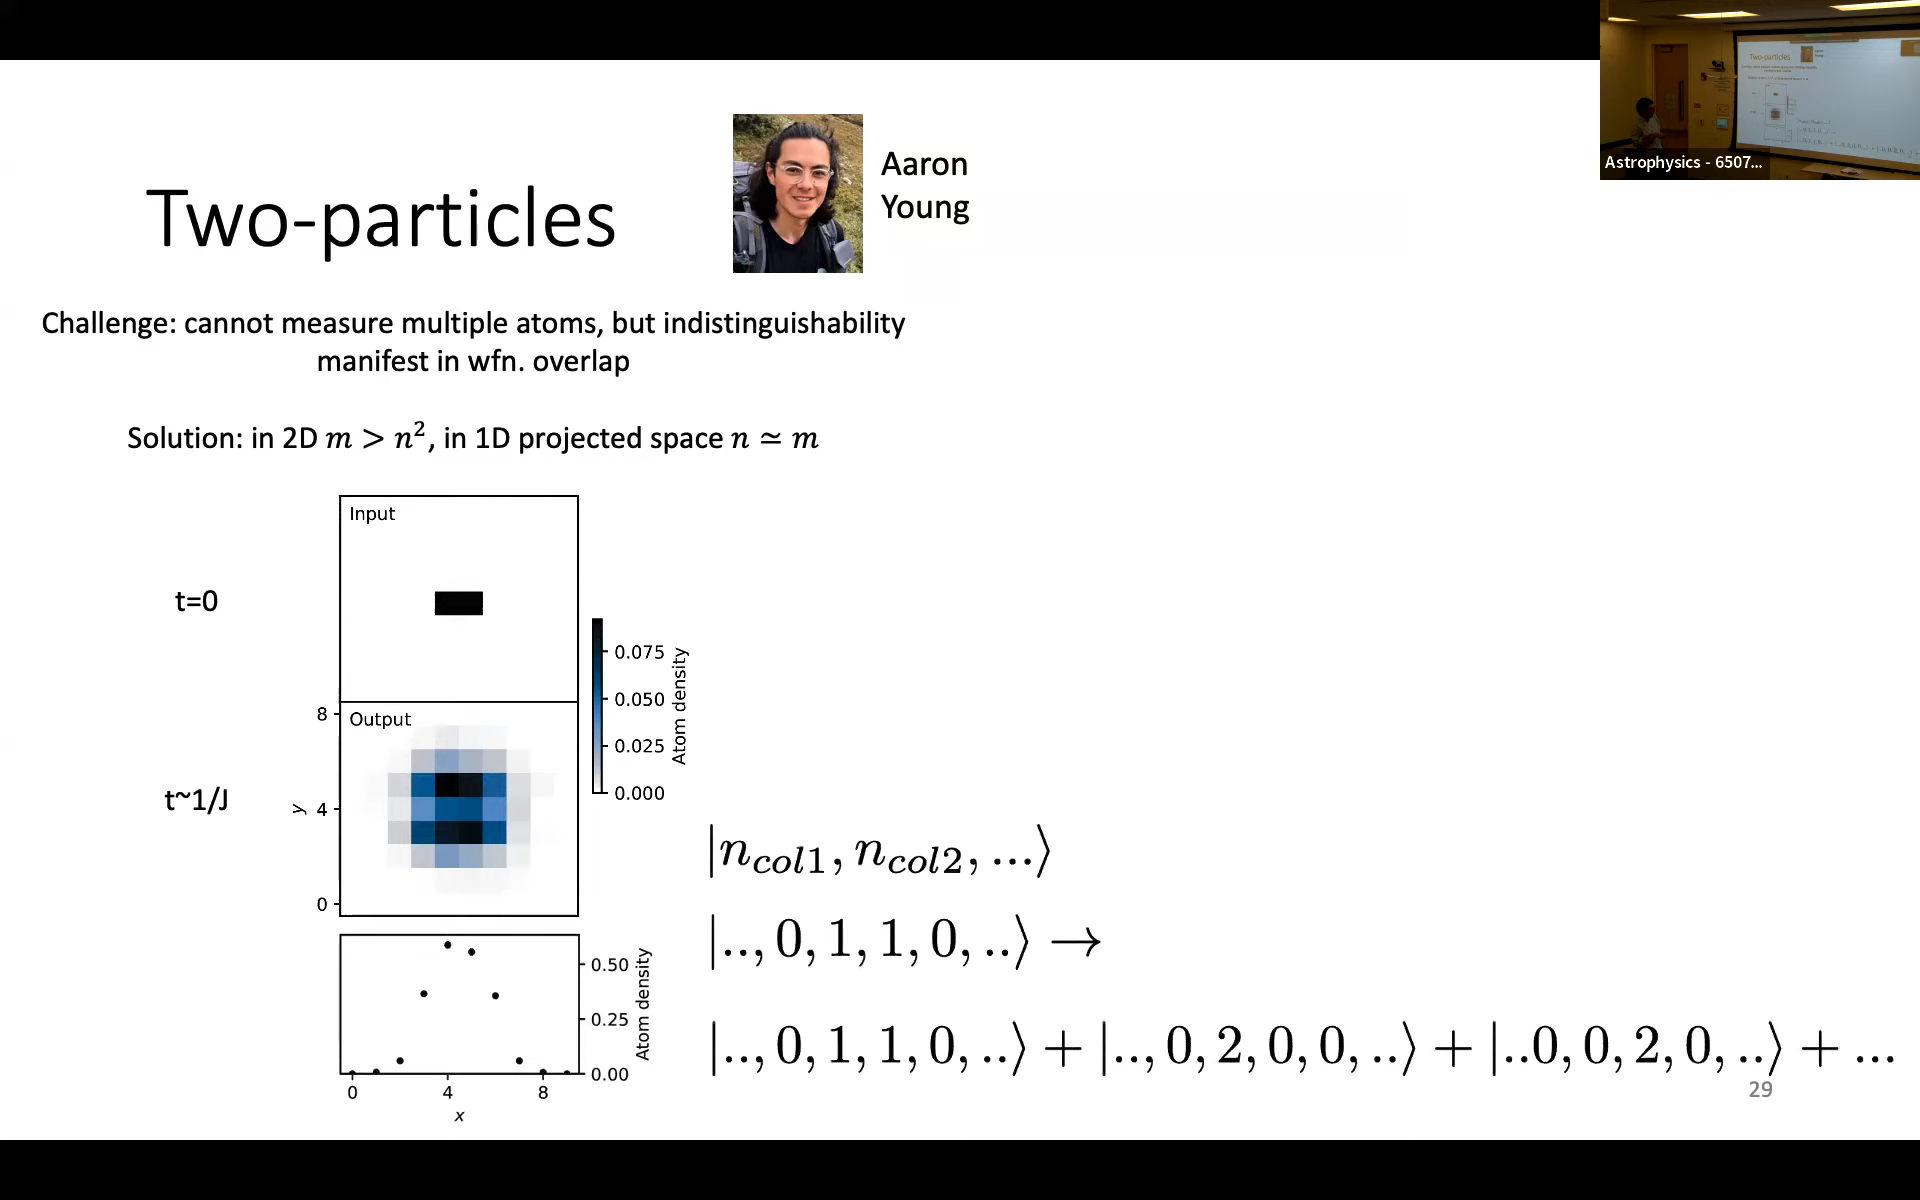 Astrophysics - 6507...
Two-particles
Aaron
Young
Challenge: cannot measure multiple atoms, but indistinguishability
manifest in wfn. overlap
Solution: in 2D m > n², in 1D projected space n ≃ m
Input
t=0
0.075
0.050
0.025
0.000
Atom density
Output
t~1/J
8
4
0
y
|n_col1, n_col2, ...⟩
|.., 0, 1, 1, 0, ..⟩ →
|.., 0, 1, 1, 0, ..⟩ + |.., 0, 2, 0, 0, ..⟩ + |..0, 0, 2, 0, ..⟩ + ...
0.50
0.25
0.00
Atom density
0 4 8
x
29